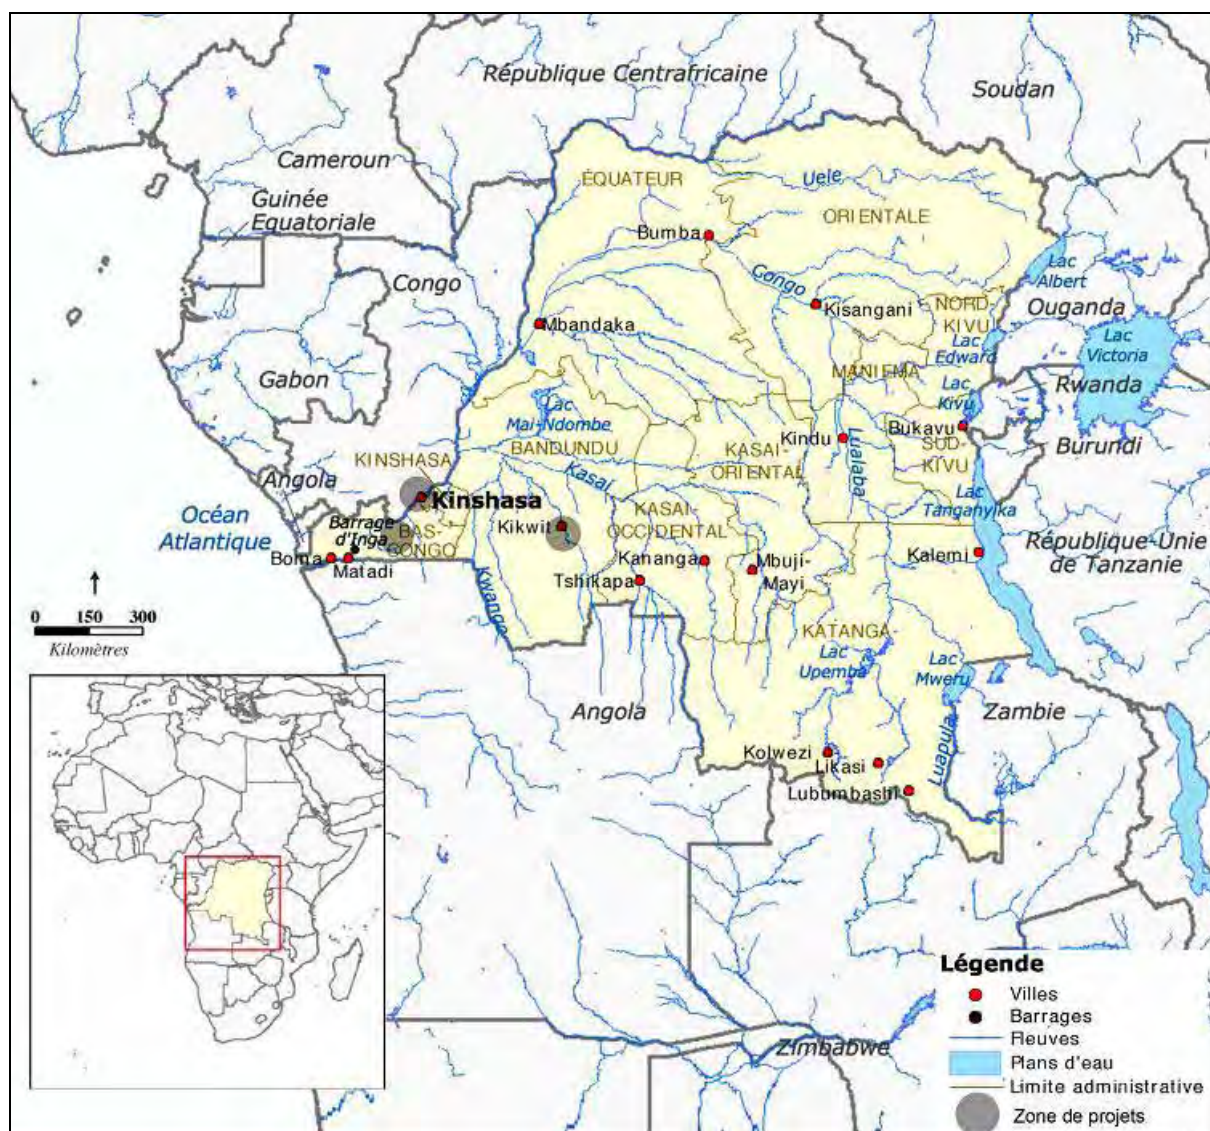 République Centrafricaine
Soudan
Cameroun
Guinée
Equatoriale
ÉQUATEUR
Uele
ORIENTALE
Bumba
Congo
Lac
Albert
Congo
Kisangani
NORD-
KIVU
Ouganda
Mbandaka
Lac
Edward
Lac
Victoria
Gabon
MANIEMA
Lac
Kivu
Rwanda
Lac
Mai-Ndombe
BANDUNDU
KASAI-
ORIENTAL
Kindu
Lualaba
Bukavu
SUD-
KIVU
Burundi
KINSHASA
Kasai
Angola
Kinshasa
Lac
Tanganyika
Océan
Atlantique
Barrage
d'Inga
BAS-
CONGO
Kikwit
KASAI-
OCCIDENTAL
République-Unie
de Tanzanie
Boma
Matadi
Kananga
Mbuji-
Mayi
Kalemi
Tshikapa
Kwango
0 150 300
Kilomètres
KATANGA
Lac
Upemba
Lac
Mweru
Angola
Zambie
Luapula
Kolwezi
Likasi
Lubumbashi
Zimbabwe
Légende
Villes
Barrages
Fleuves
Plans d'eau
Limite administrative
Zone de projets